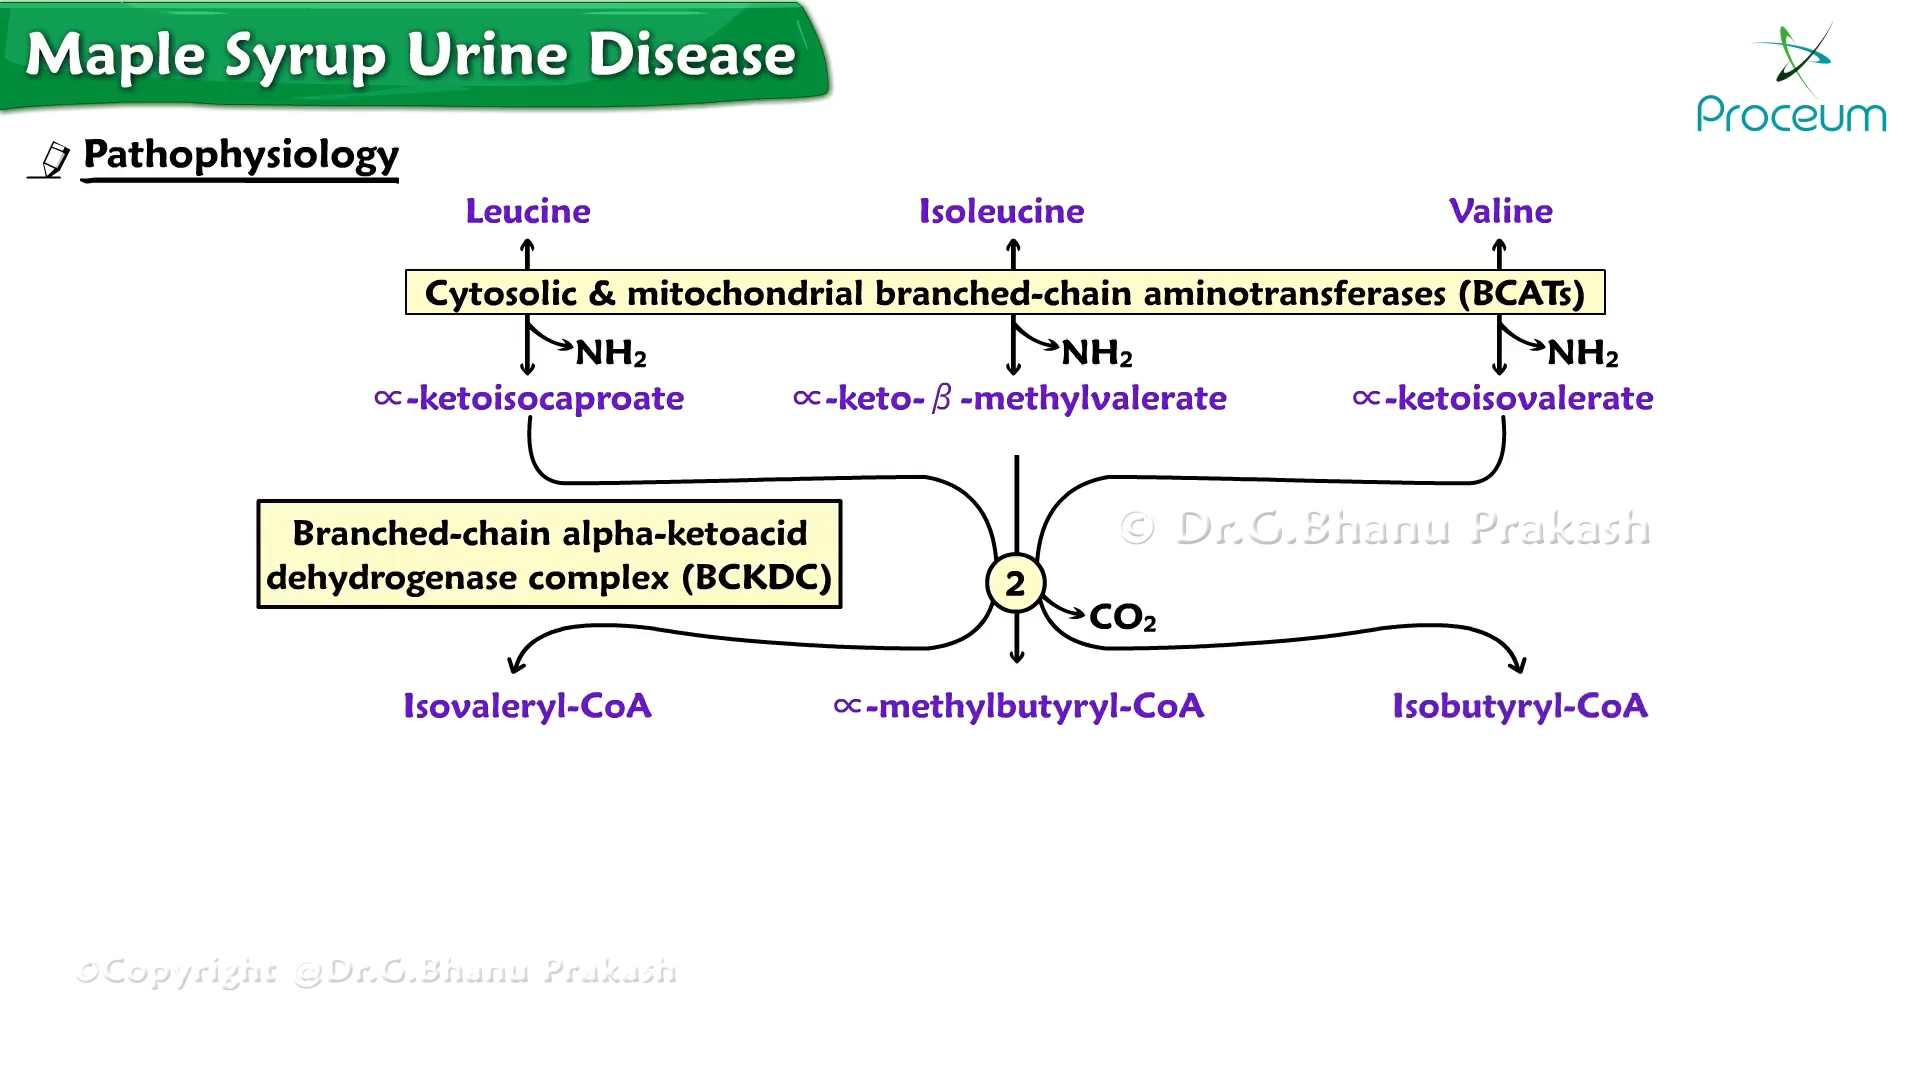 Maple Syrup Urine Disease
Proceum
Pathophysiology
Leucine Isoleucine Valine
Cytosolic & mitochondrial branched-chain aminotransferases (BCATs)
NH₂ NH₂ NH₂
∝-ketoisocaproate ∝-keto-β-methylvalerate ∝-ketoisovalerate
Branched-chain alpha-ketoacid
dehydrogenase complex (BCKDC)
© Dr.G.Bhanu Prakash
2
CO₂
Isovaleryl-CoA ∝-methylbutyryl-CoA Isobutyryl-CoA
©Copyright @Dr.G.Bhanu Prakash